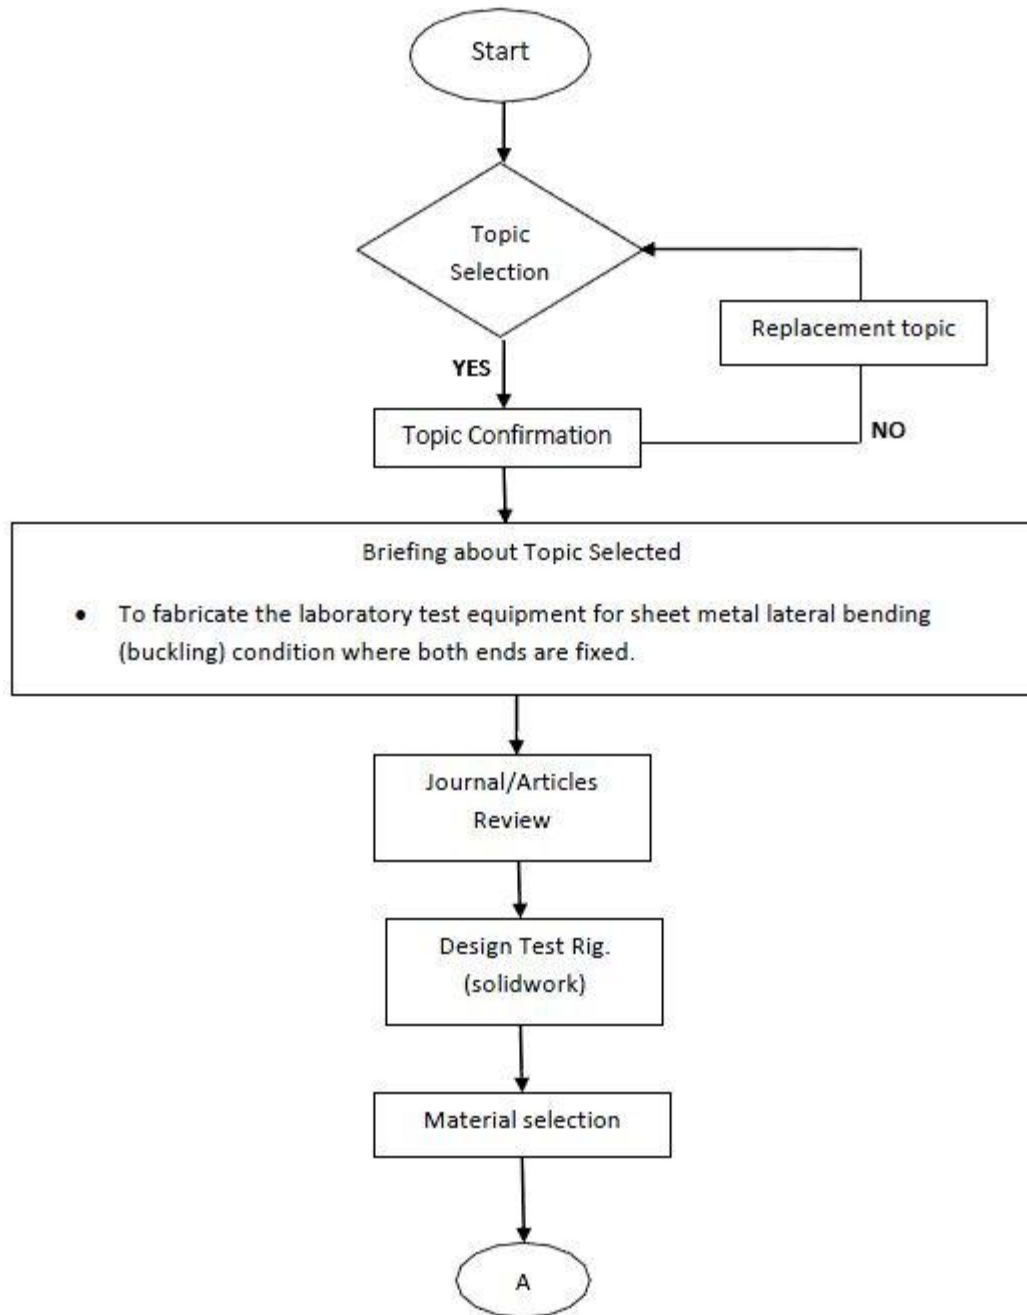 Start
Topic
Selection
Replacement topic
YES
Topic Confirmation
NO
Briefing about Topic Selected
• To fabricate the laboratory test equipment for sheet metal lateral bending
(buckling) condition where both ends are fixed.
Journal/Articles
Review
Design Test Rig.
(solidwork)
Material selection
A